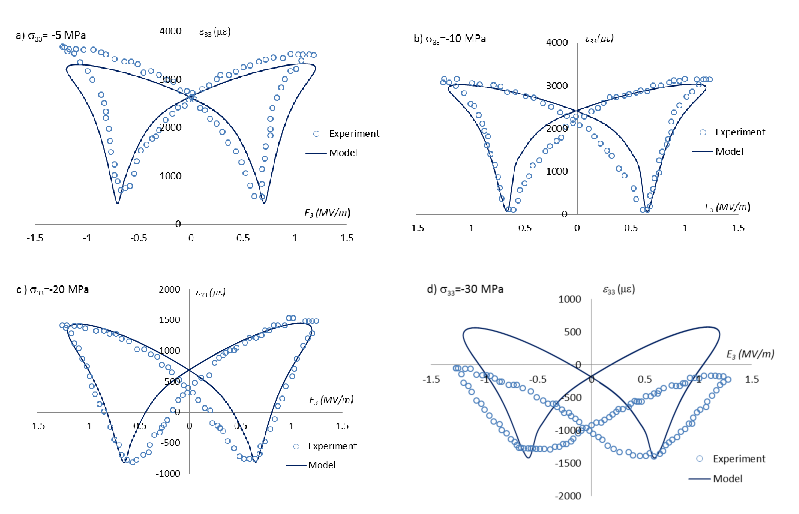 a) σ33= -5 MPa
4000
ε33 (με)
3000
2000
1000
0
Experiment
Model
E3 (MV/m)
-1.5 -1 -0.5 0 0.5 1 1.5
b) σ33=-10 MPa
4000
ε33 (με)
3000
2000
1000
0
Experiment
Model
E3 (MV/m)
1.5 1 0.5 0 0.5 1 1.5
c) σ33=-20 MPa
2000
ε33 (με)
1500
1000
500
0
-500
-1000
E3 (MV/m)
1.5 1 0.5 0 0.5 1 1.5
Experiment
Model
d) σ33=-30 MPa
1000
ε33 (με)
500
0
-500
-1000
-1500
-2000
E3 (MV/m)
-1.5 -1 -0.5 0 0.5 1 1.5
Experiment
Model